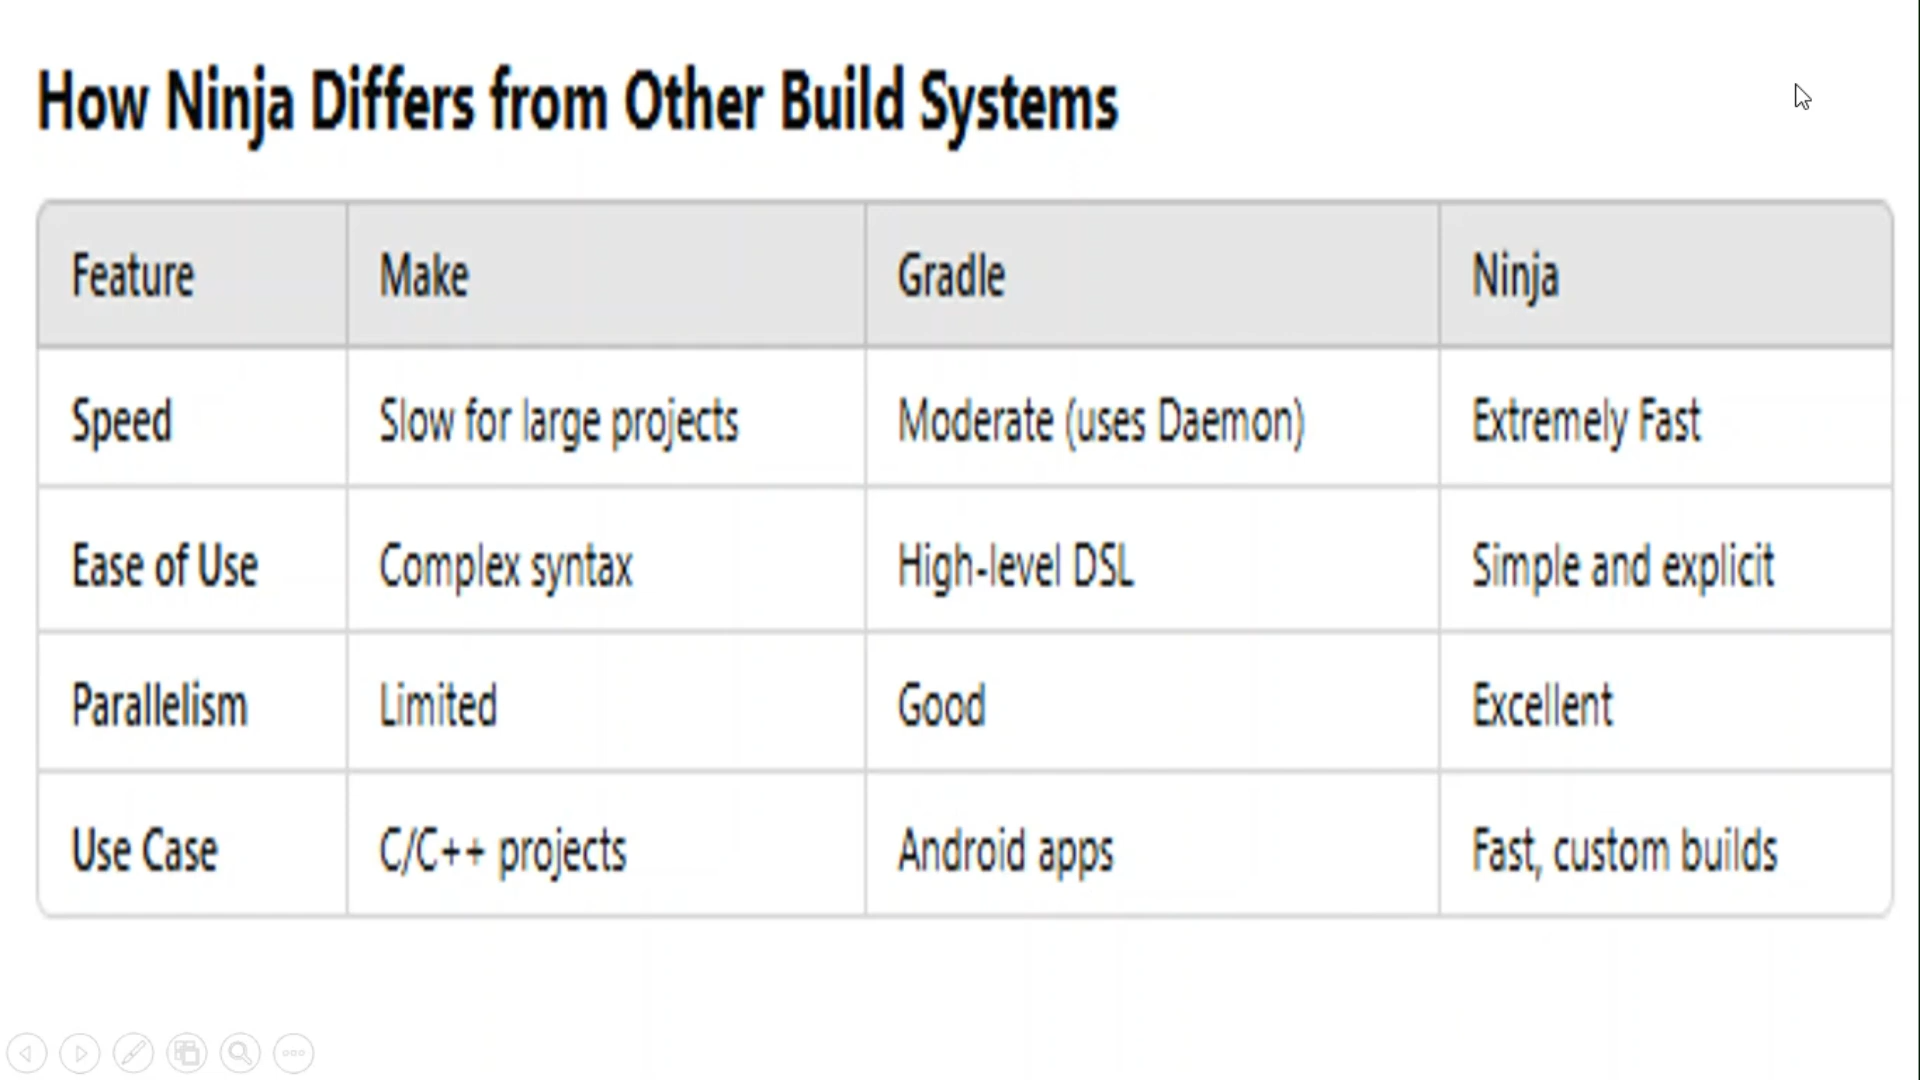 How Ninja Differs from Other Build Systems
Feature Make Gradle Ninja
Speed Slow for large projects Moderate (uses Daemon) Extremely Fast
Ease of Use Complex syntax High-level DSL Simple and explicit
Parallelism Limited Good Excellent
Use Case C/C++ projects Android apps Fast, custom builds